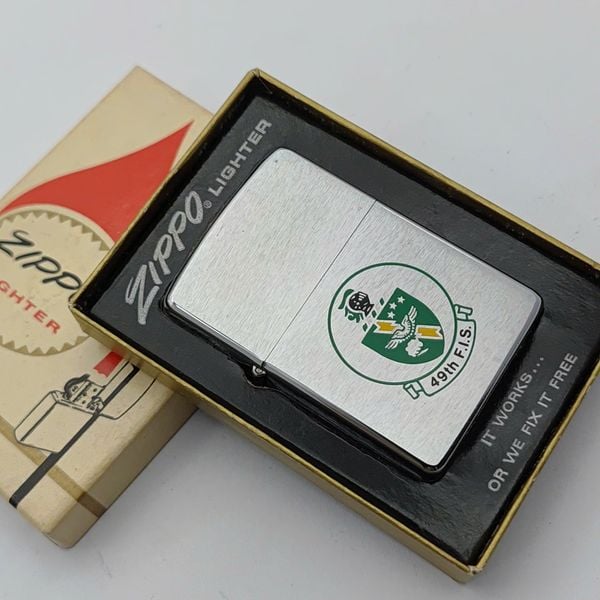 ZIPPO
LIGHTER
ZIPPO® LIGHTER
49th F.I.S.
IT WORKS...
OR WE FIX IT FREE